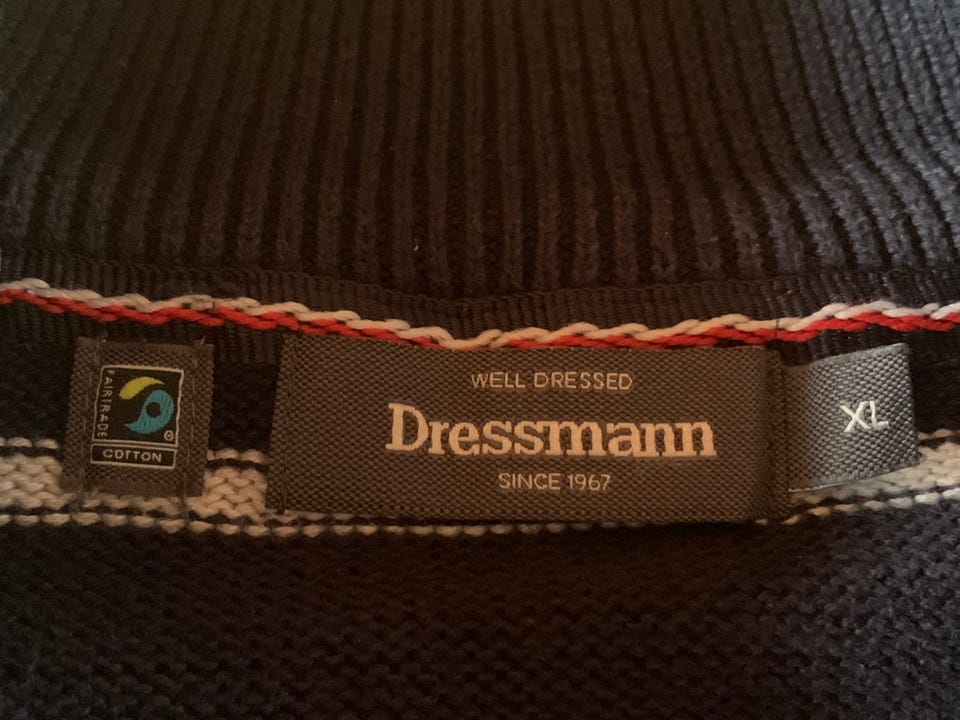 FAIRTRADE
COTTON
WELL DRESSED
Dressmann
SINCE 1967
XL